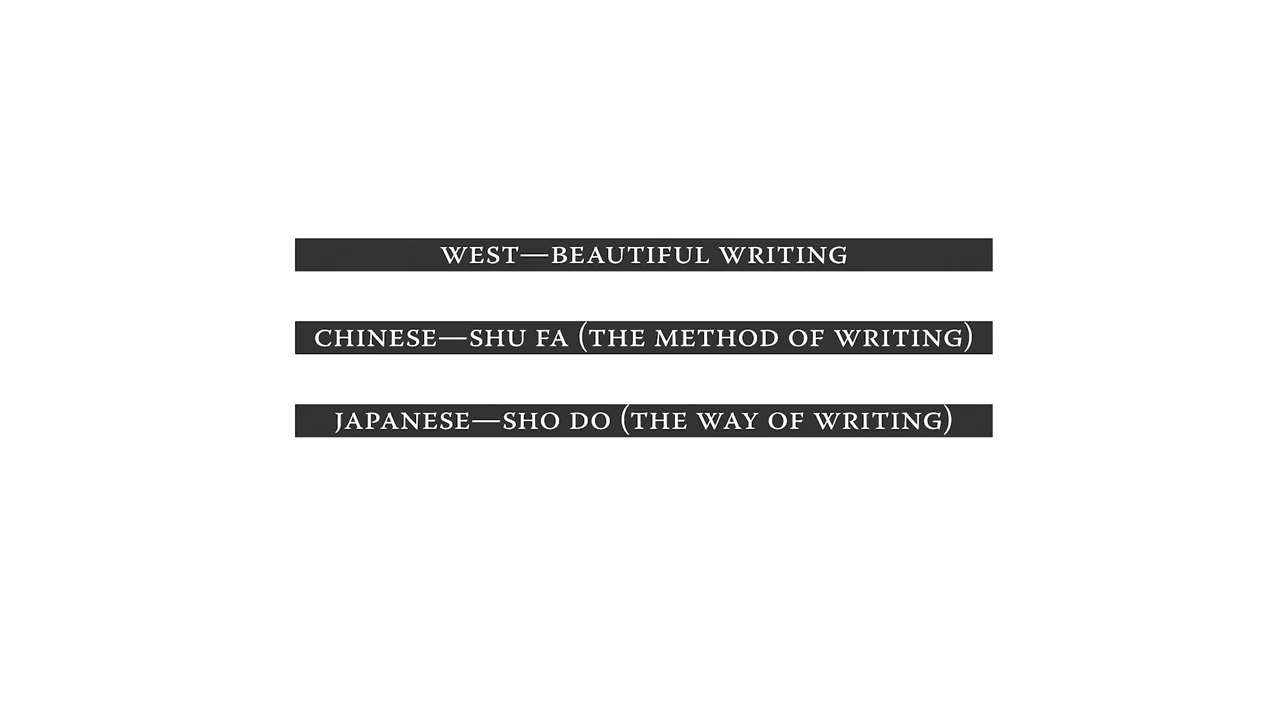 WEST—BEAUTIFUL WRITING
CHINESE—SHU FA (THE METHOD OF WRITING)
JAPANESE—SHO DO (THE WAY OF WRITING)